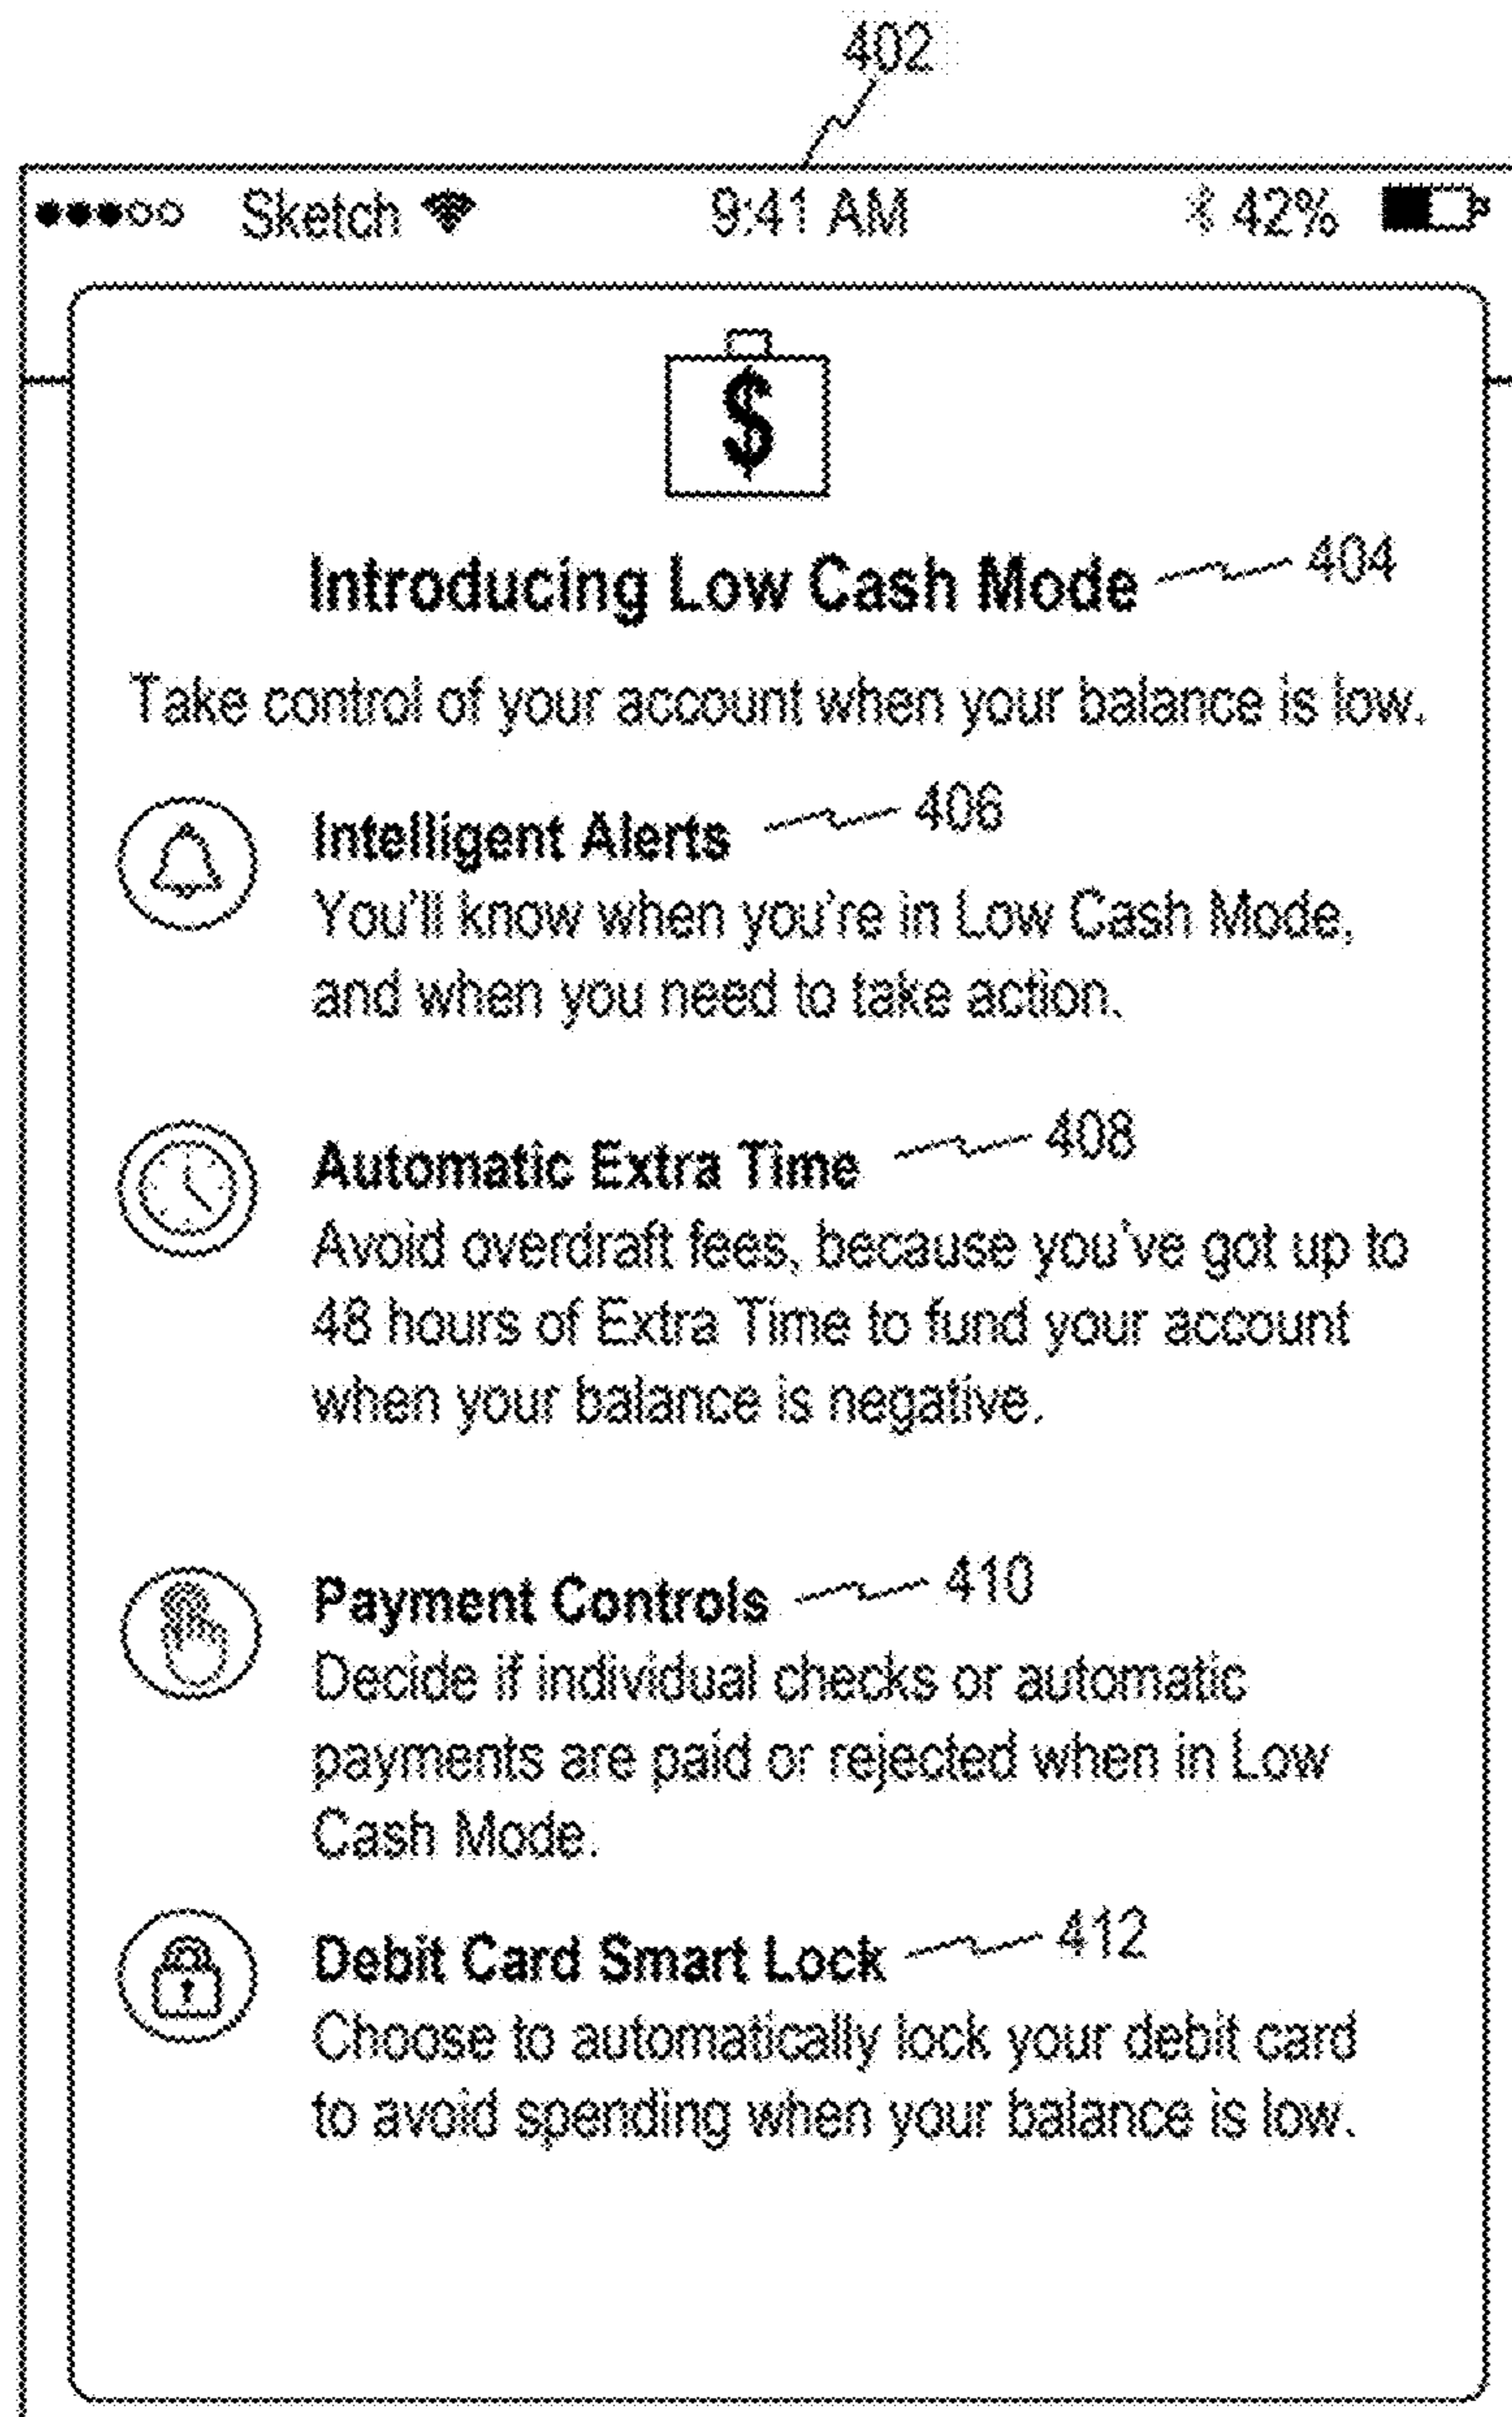 402
Sketch 9:41 AM 42%
$
Introducing Low Cash Mode 404
Take control of your account when your balance is low.
Intelligent Alerts 406
You'll know when you're in Low Cash Mode,
and when you need to take action.
Automatic Extra Time 408
Avoid overdraft fees, because you've got up to
48 hours of Extra Time to fund your account
when your balance is negative.
Payment Controls 410
Decide if individual checks or automatic
payments are paid or rejected when in Low
Cash Mode.
Debit Card Smart Lock 412
Choose to automatically lock your debit card
to avoid spending when your balance is low.